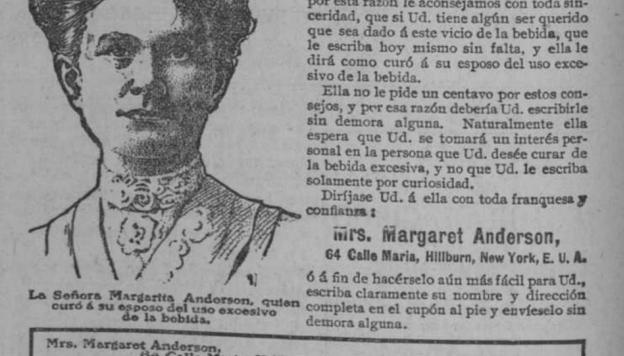 por esta razón le aconsejamos con toda sin-
ceridad, que si Ud. tiene algún ser querido
que sea dado á este vicio de la bebida, que
le escriba hoy mismo sin falta, y ella le
dirá como curó á su esposo del uso exce-
sivo de la bebida.
Ella no le pide un centavo por estos con-
sejos, y por esa razón debería Ud. escribirle
sin demora alguna. Naturalmente ella
espera que Ud. se tomará un interés per-
sonal en la persona que Ud. desée curar de
la bebida excesiva, y no que Ud. le escriba
solamente por curiosidad.
Diríjase Ud. á ella con toda franquesa y
confianza:
Mrs. Margaret Anderson,
64 Calle Maria, Hillburn, New York, E. U. A.
ó á fin de hacérselo aún más fácil para Ud.,
escriba claramente su nombre y dirección
completa en el cupón al pie y envíeselo sin
demora alguna.
La Señora Margarita Anderson, quien
curó á su esposo del uso excesivo
de la bebida.
Mrs. Margaret Anderson,